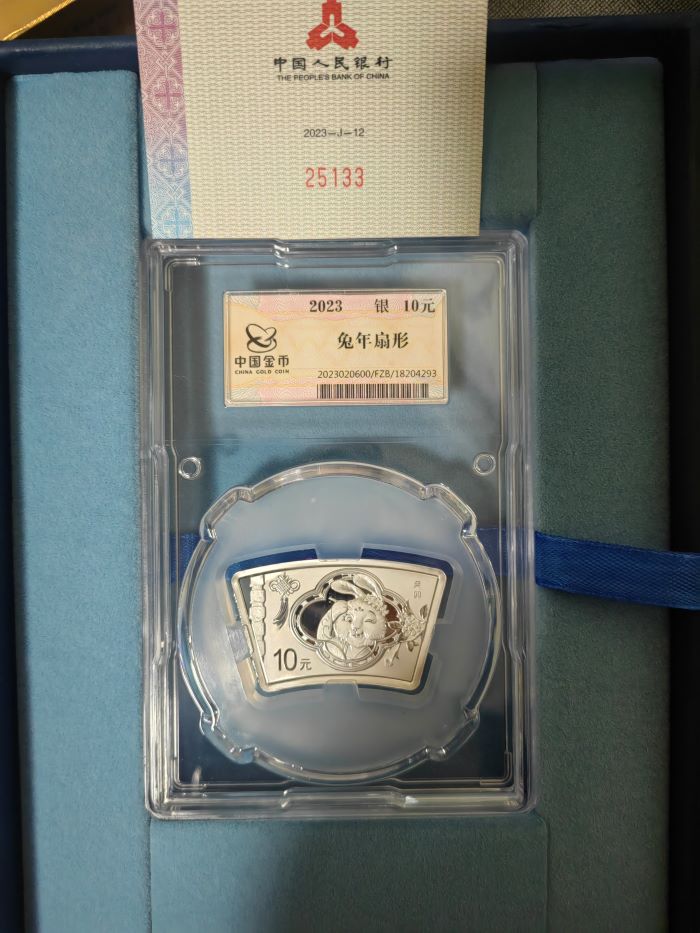 中国人民银行
THE PEOPLE'S BANK OF CHINA
2023-J-12
25133
2023 银 10元
兔年扇形
中国金币
CHINA GOLD COIN
2023020600/FZB/18204293
10元